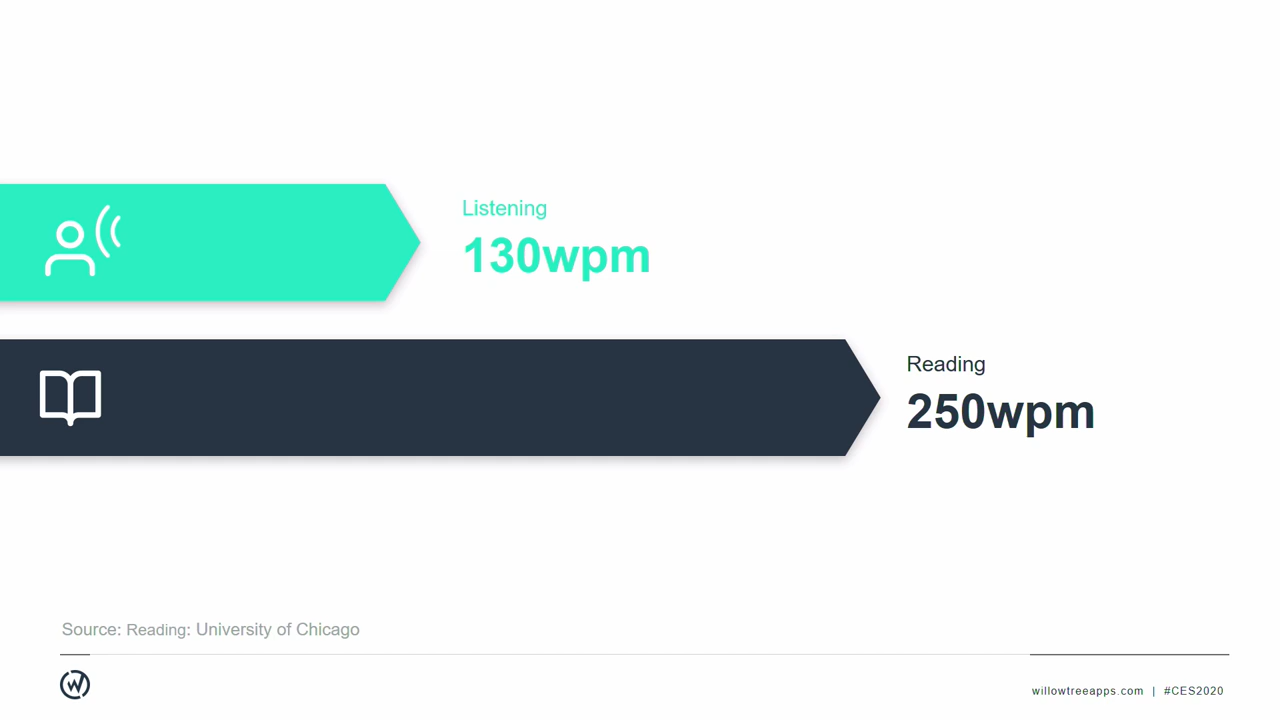 Listening
130wpm
Reading
250wpm
Source: Reading: University of Chicago
willowtreeapps.com | #CES2020